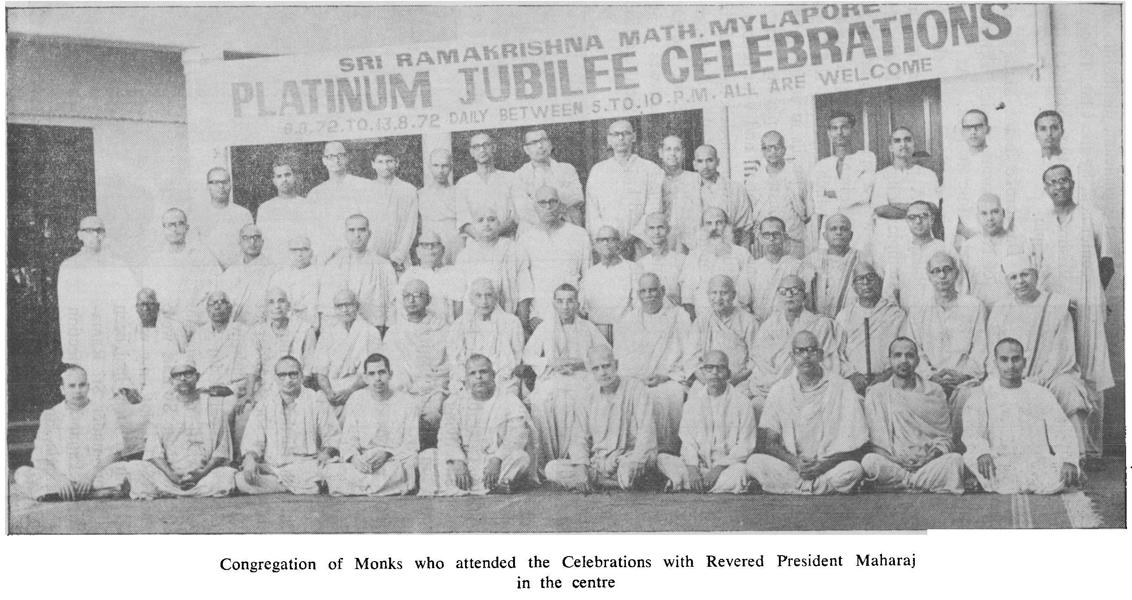 SRI RAMAKRISHNA MATH. MYLAPORE
PLATINUM JUBILEE CELEBRATIONS
6.8.72.TO.13.8.72 DAILY BETWEEN 5.TO.10.P.M. ALL ARE WELCOME
Congregation of Monks who attended the Celebrations with Revered President Maharaj
in the centre